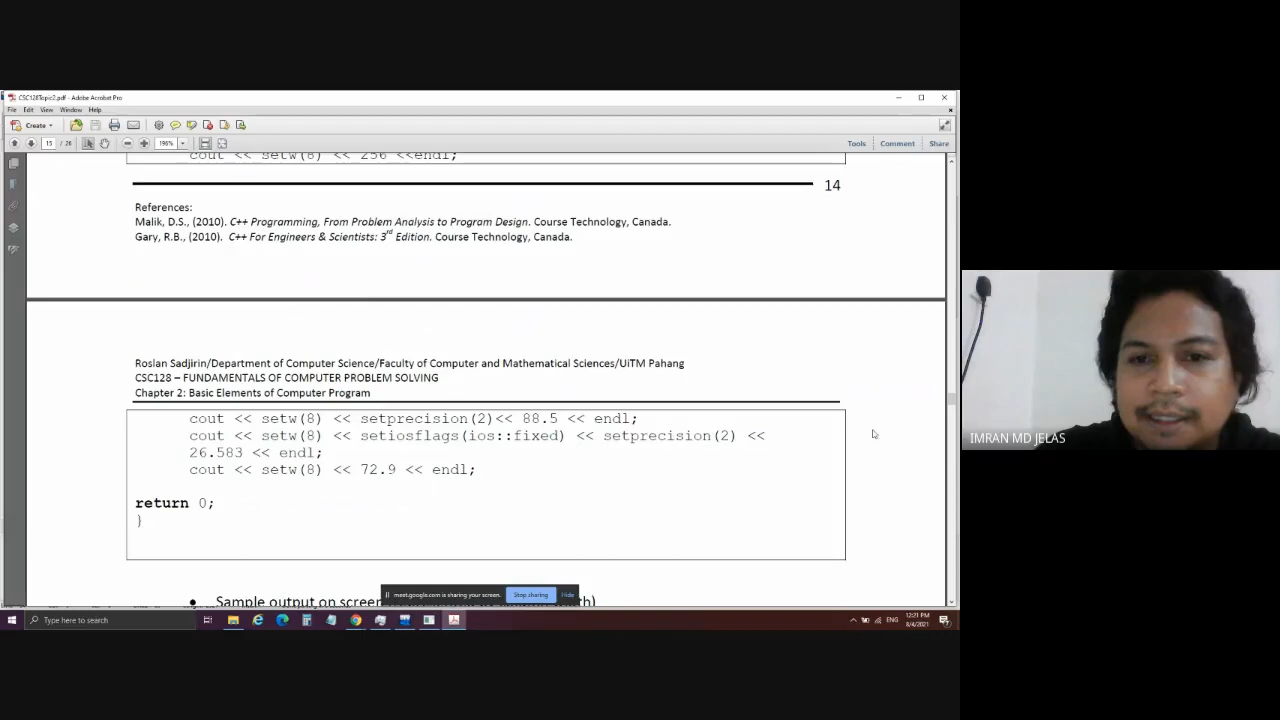 CSC128Topic2.pdf - Adobe Acrobat Pro
File Edit View Window Help
Create
15 / 26 196% Tools Comment Share
cout << setw(8) << 256 <<endl;
14
References:
Malik, D.S., (2010). C++ Programming, From Problem Analysis to Program Design. Course Technology, Canada.
Gary, R.B., (2010). C++ For Engineers & Scientists: 3rd Edition. Course Technology, Canada.
Roslan Sadjirin/Department of Computer Science/Faculty of Computer and Mathematical Sciences/UiTM Pahang
CSC128 – FUNDAMENTALS OF COMPUTER PROBLEM SOLVING
Chapter 2: Basic Elements of Computer Program
cout << setw(8) << setprecision(2)<< 88.5 << endl;
cout << setw(8) << setiosflags(ios::fixed) << setprecision(2) <<
26.583 << endl;
cout << setw(8) << 72.9 << endl;
return 0;
}
IMRAN MD JELAS
meet.google.com is sharing your screen. Stop sharing Hide
• Sample output on screen
Type here to search
ENG
12:21 PM
8/4/2021